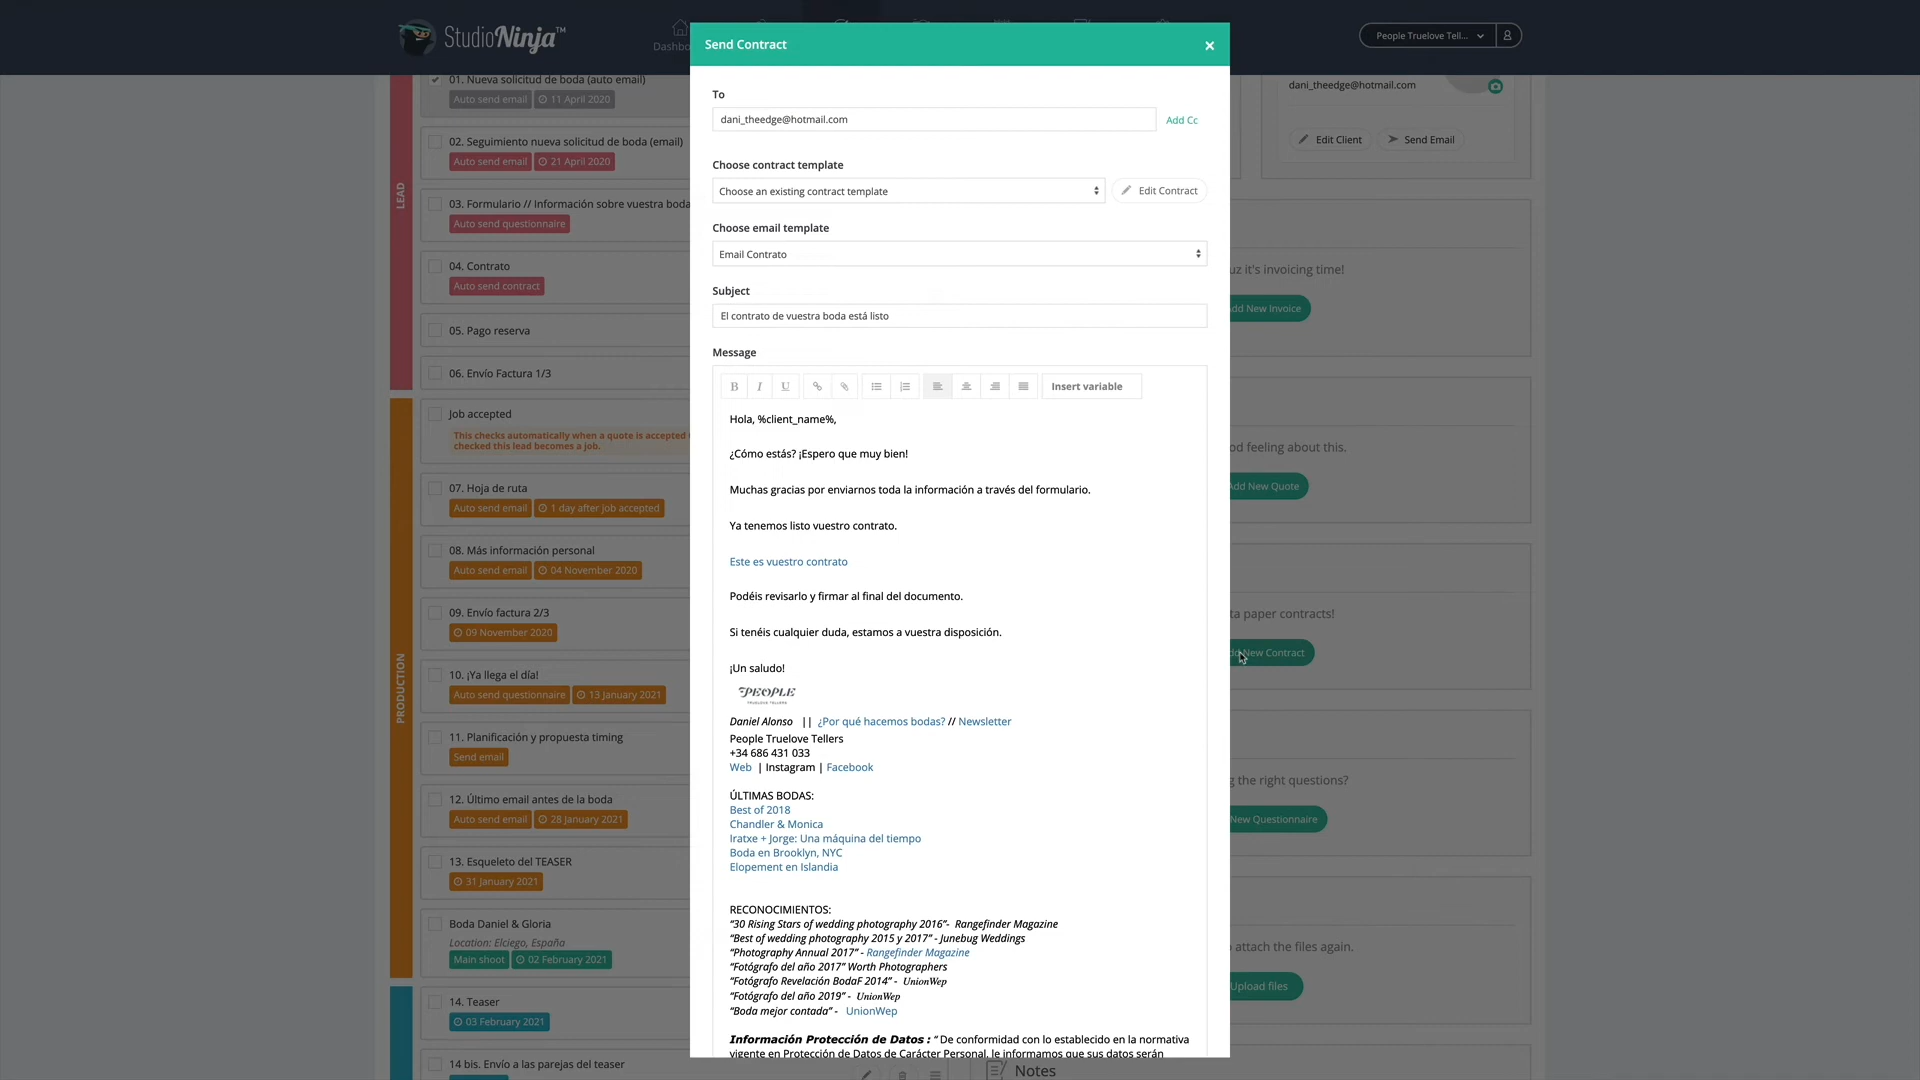 StudioNinja™
Dashbo
People Truelove Tell...
LEAD
01. Nueva solicitud de boda (auto email)
Auto send email
11 April 2020
02. Seguimiento nueva solicitud de boda (email)
Auto send email
21 April 2020
03. Formulario // Información sobre vuestra boda
Auto send questionnaire
04. Contrato
Auto send contract
05. Pago reserva
06. Envío Factura 1/3
PRODUCTION
Job accepted
This checks automatically when a quote is accepted
checked this lead becomes a job.
07. Hoja de ruta
Auto send email
1 day after job accepted
08. Más información personal
Auto send email
04 November 2020
09. Envío factura 2/3
09 November 2020
10. ¡Ya llega el día!
Auto send questionnaire
13 January 2021
11. Planificación y propuesta timing
Send email
12. Último email antes de la boda
Auto send email
28 January 2021
13. Esqueleto del TEASER
31 January 2021
Boda Daniel & Gloria
Location: Elciego, España
Main shoot
02 February 2021
14. Teaser
03 February 2021
14 bis. Envío a las parejas del teaser
Send Contract
×
To
dani_theedge@hotmail.com
Add Cc
Choose contract template
Choose an existing contract template
Edit Contract
Choose email template
Email Contrato
Subject
El contrato de vuestra boda está listo
Message
B I U
Insert variable
Hola, %client_name%,
¿Cómo estás? ¡Espero que muy bien!
Muchas gracias por enviarnos toda la información a través del formulario.
Ya tenemos listo vuestro contrato.
Este es vuestro contrato
Podéis revisarlo y firmar al final del documento.
Si tenéis cualquier duda, estamos a vuestra disposición.
¡Un saludo!
PEOPLE
TRUELOVE TELLERS
Daniel Alonso || ¿Por qué hacemos bodas? // Newsletter
People Truelove Tellers
+34 686 431 033
Web | Instagram | Facebook
ÚLTIMAS BODAS:
Best of 2018
Chandler & Monica
Iratxe + Jorge: Una máquina del tiempo
Boda en Brooklyn, NYC
Elopement en Islandia
RECONOCIMIENTOS:
“30 Rising Stars of wedding photography 2016”- Rangefinder Magazine
“Best of wedding photography 2015 y 2017” - Junebug Weddings
“Photography Annual 2017” - Rangefinder Magazine
“Fotógrafo del año 2017” Worth Photographers
“Fotógrafo Revelación BodaF 2014” - UnionWep
“Fotógrafo del año 2019” - UnionWep
“Boda mejor contada” - UnionWep
Información Protección de Datos : “ De conformidad con lo establecido en la normativa
vigente en Protección de Datos de Carácter Personal, le informamos que sus datos serán
dani_theedge@hotmail.com
Edit Client
Send Email
uz it's invoicing time!
dd New Invoice
od feeling about this.
Add New Quote
ta paper contracts!
dd New Contract
g the right questions?
New Questionnaire
attach the files again.
Upload files
Notes